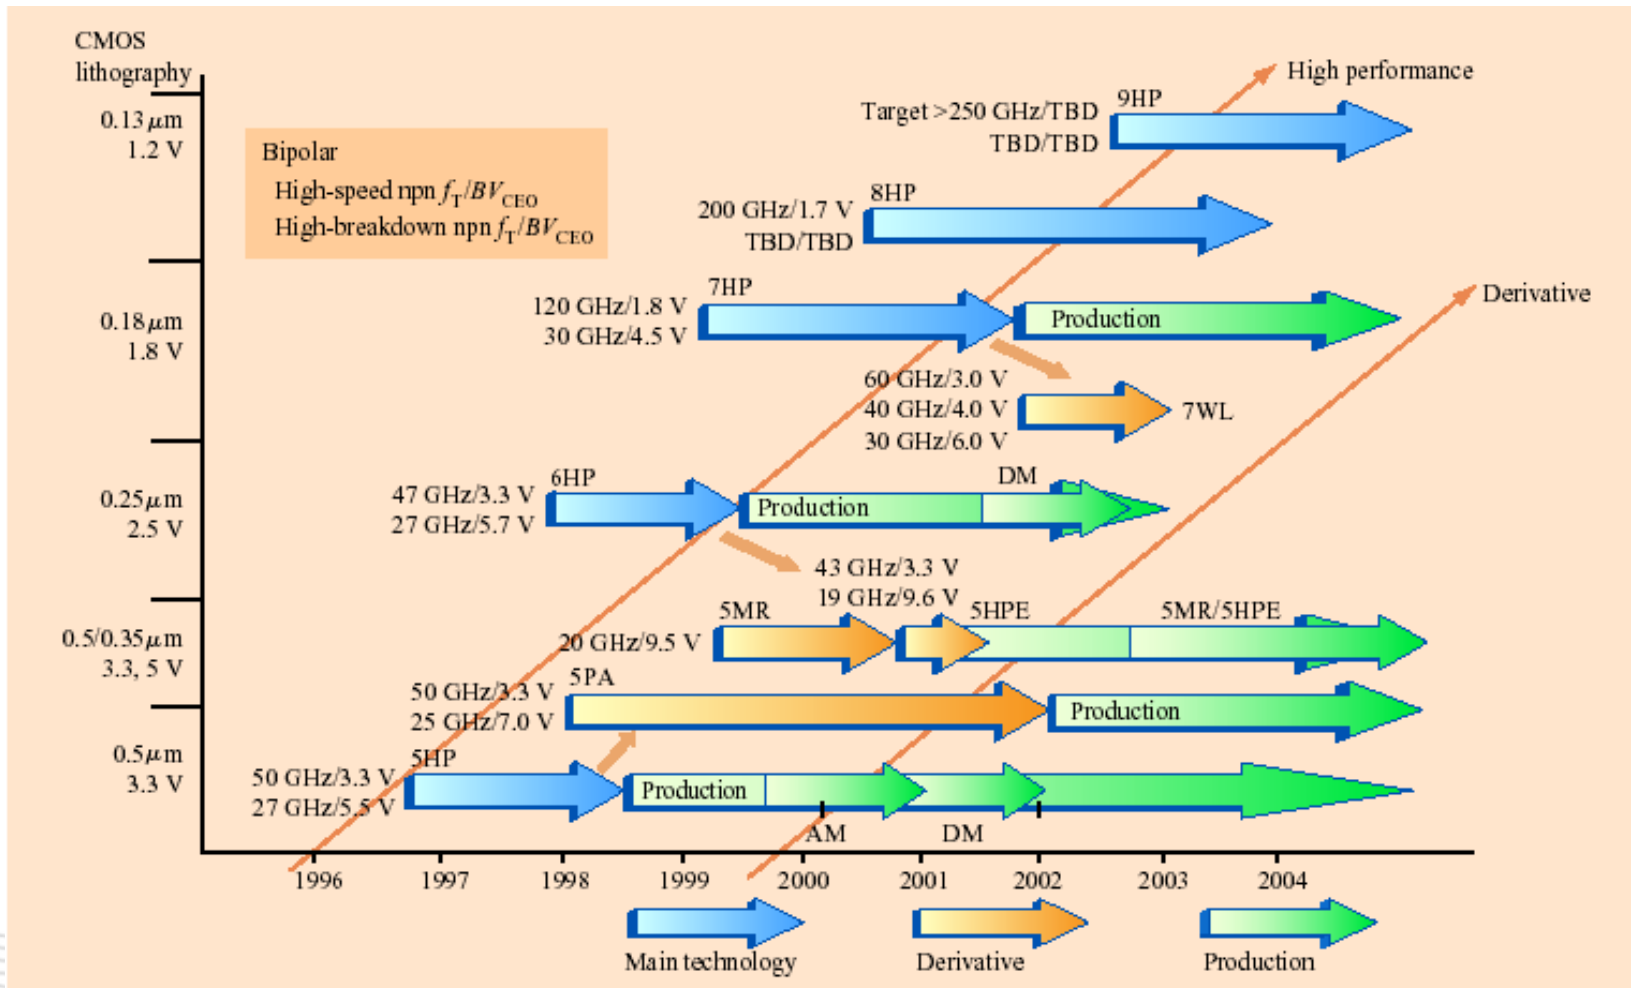 CMOS
lithography
High performance
9HP
Target >250 GHz/TBD
TBD/TBD
0.13 μm
1.2 V
Bipolar
High-speed npn fT/BVCEO
High-breakdown npn fT/BVCEO
8HP
200 GHz/1.7 V
TBD/TBD
7HP
120 GHz/1.8 V
30 GHz/4.5 V
Production
Derivative
0.18 μm
1.8 V
60 GHz/3.0 V
40 GHz/4.0 V
30 GHz/6.0 V
7WL
6HP
DM
47 GHz/3.3 V
27 GHz/5.7 V
Production
0.25 μm
2.5 V
43 GHz/3.3 V
19 GHz/9.6 V
5MR
5HPE
5MR/5HPE
20 GHz/9.5 V
0.5/0.35 μm
3.3, 5 V
5PA
50 GHz/3.3 V
25 GHz/7.0 V
Production
0.5 μm
3.3 V
5HP
50 GHz/3.3 V
27 GHz/5.5 V
Production
AM
DM
1996
1997
1998
1999
2000
2001
2002
2003
2004
Main technology
Derivative
Production